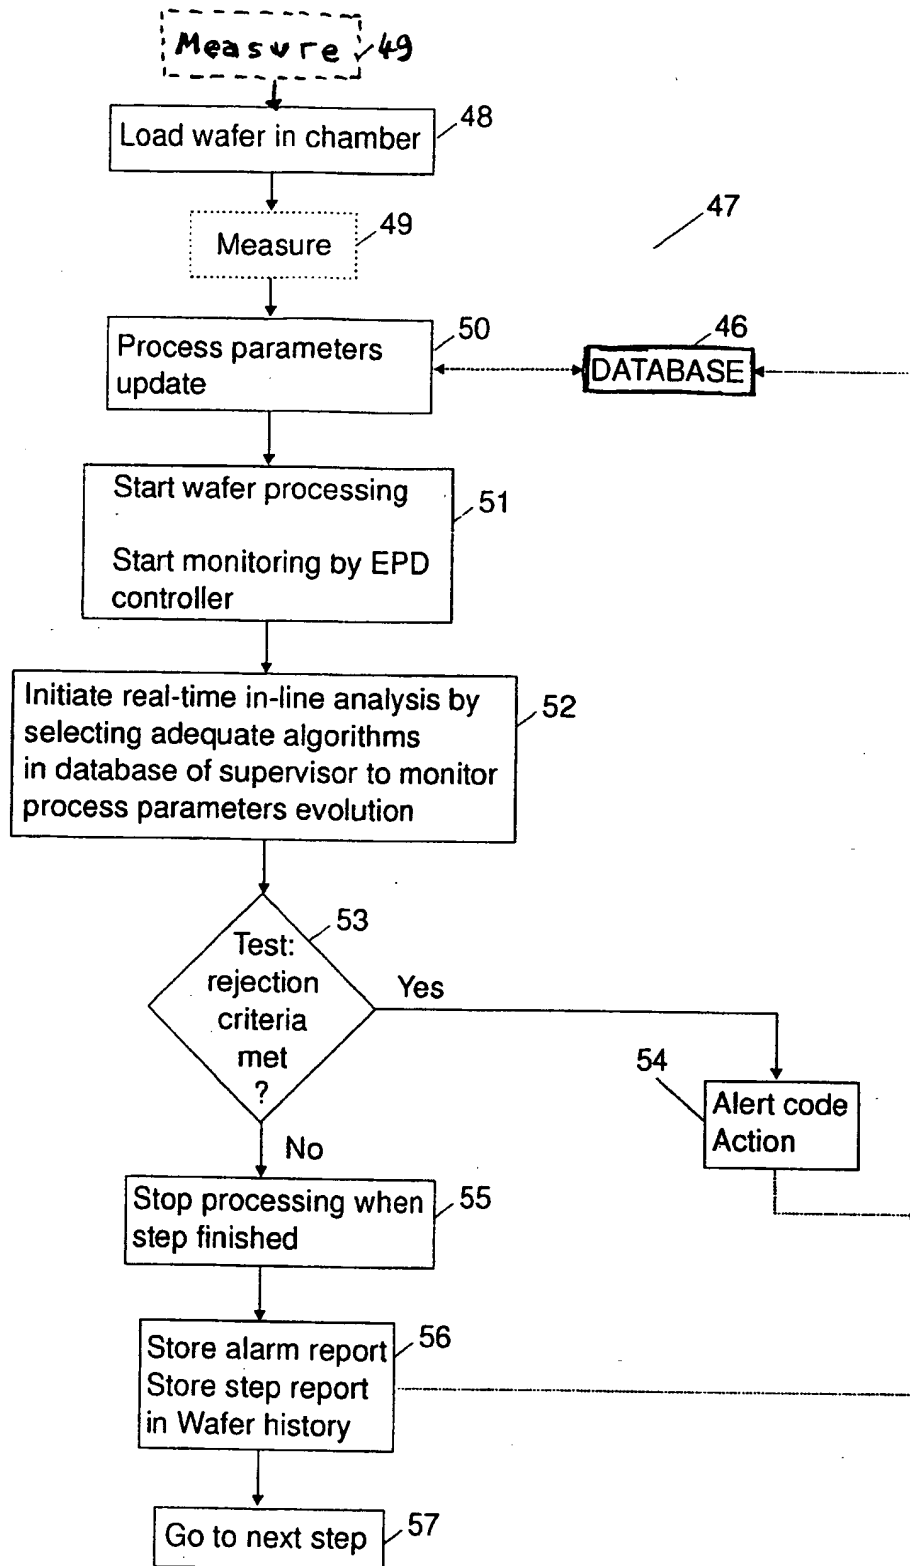 Measure 49
48
Load wafer in chamber
47
49
Measure
46
50
Process parameters
update
DATABASE
51
Start wafer processing
Start monitoring by EPD
controller
52
Initiate real-time in-line analysis by
selecting adequate algorithms
in database of supervisor to monitor
process parameters evolution
53
Test:
rejection
criteria
met
?
Yes
54
Alert code
Action
No
55
Stop processing when
step finished
56
Store alarm report
Store step report
in Wafer history
57
Go to next step